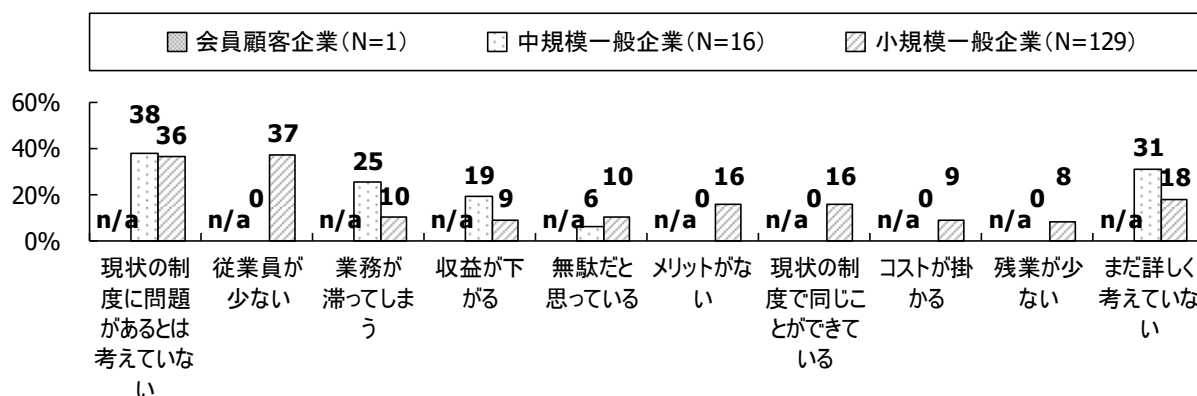 会員顧客企業(N=1) 中規模一般企業(N=16) 小規模一般企業(N=129)
60%
40%
20%
0%
n/a 38 36
n/a 0 37
n/a 25 10
n/a 19 9
n/a 6 10
n/a 0 16
n/a 0 16
n/a 0 9
n/a 0 8
n/a 31 18
現状の制
度に問題
があるとは
考えていな
い
従業員が
少ない
業務が
滞ってしま
う
収益が下
がる
無駄だと
思っている
メリットがな
い
現状の制
度で同じこ
とができて
いる
コストが掛
かる
残業が少
ない
まだ詳しく
考えていな
い